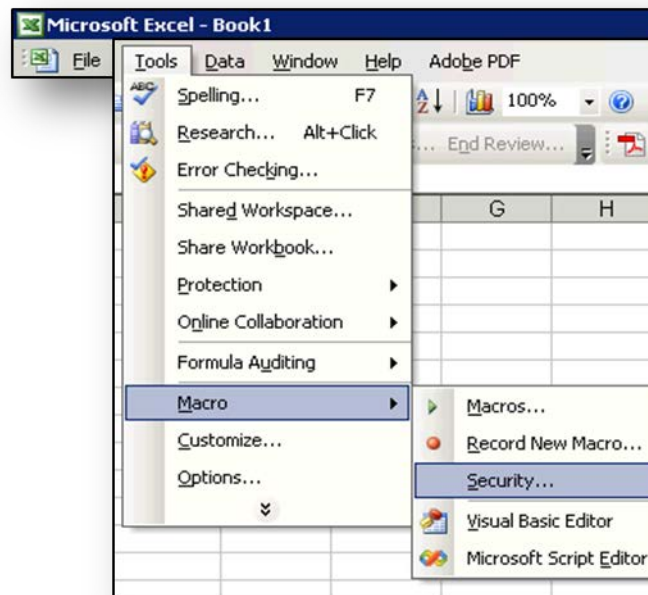 Microsoft Excel - Book1
File Tools Data Window Help Adobe PDF
ABC Spelling... F7
100%
Research... Alt+Click
... End Review...
Error Checking...
Shared Workspace...
G H
Share Workbook...
Protection
Online Collaboration
Formula Auditing
Macro
Macros...
Customize...
Record New Macro...
Options...
Security...
Visual Basic Editor
Microsoft Script Editor